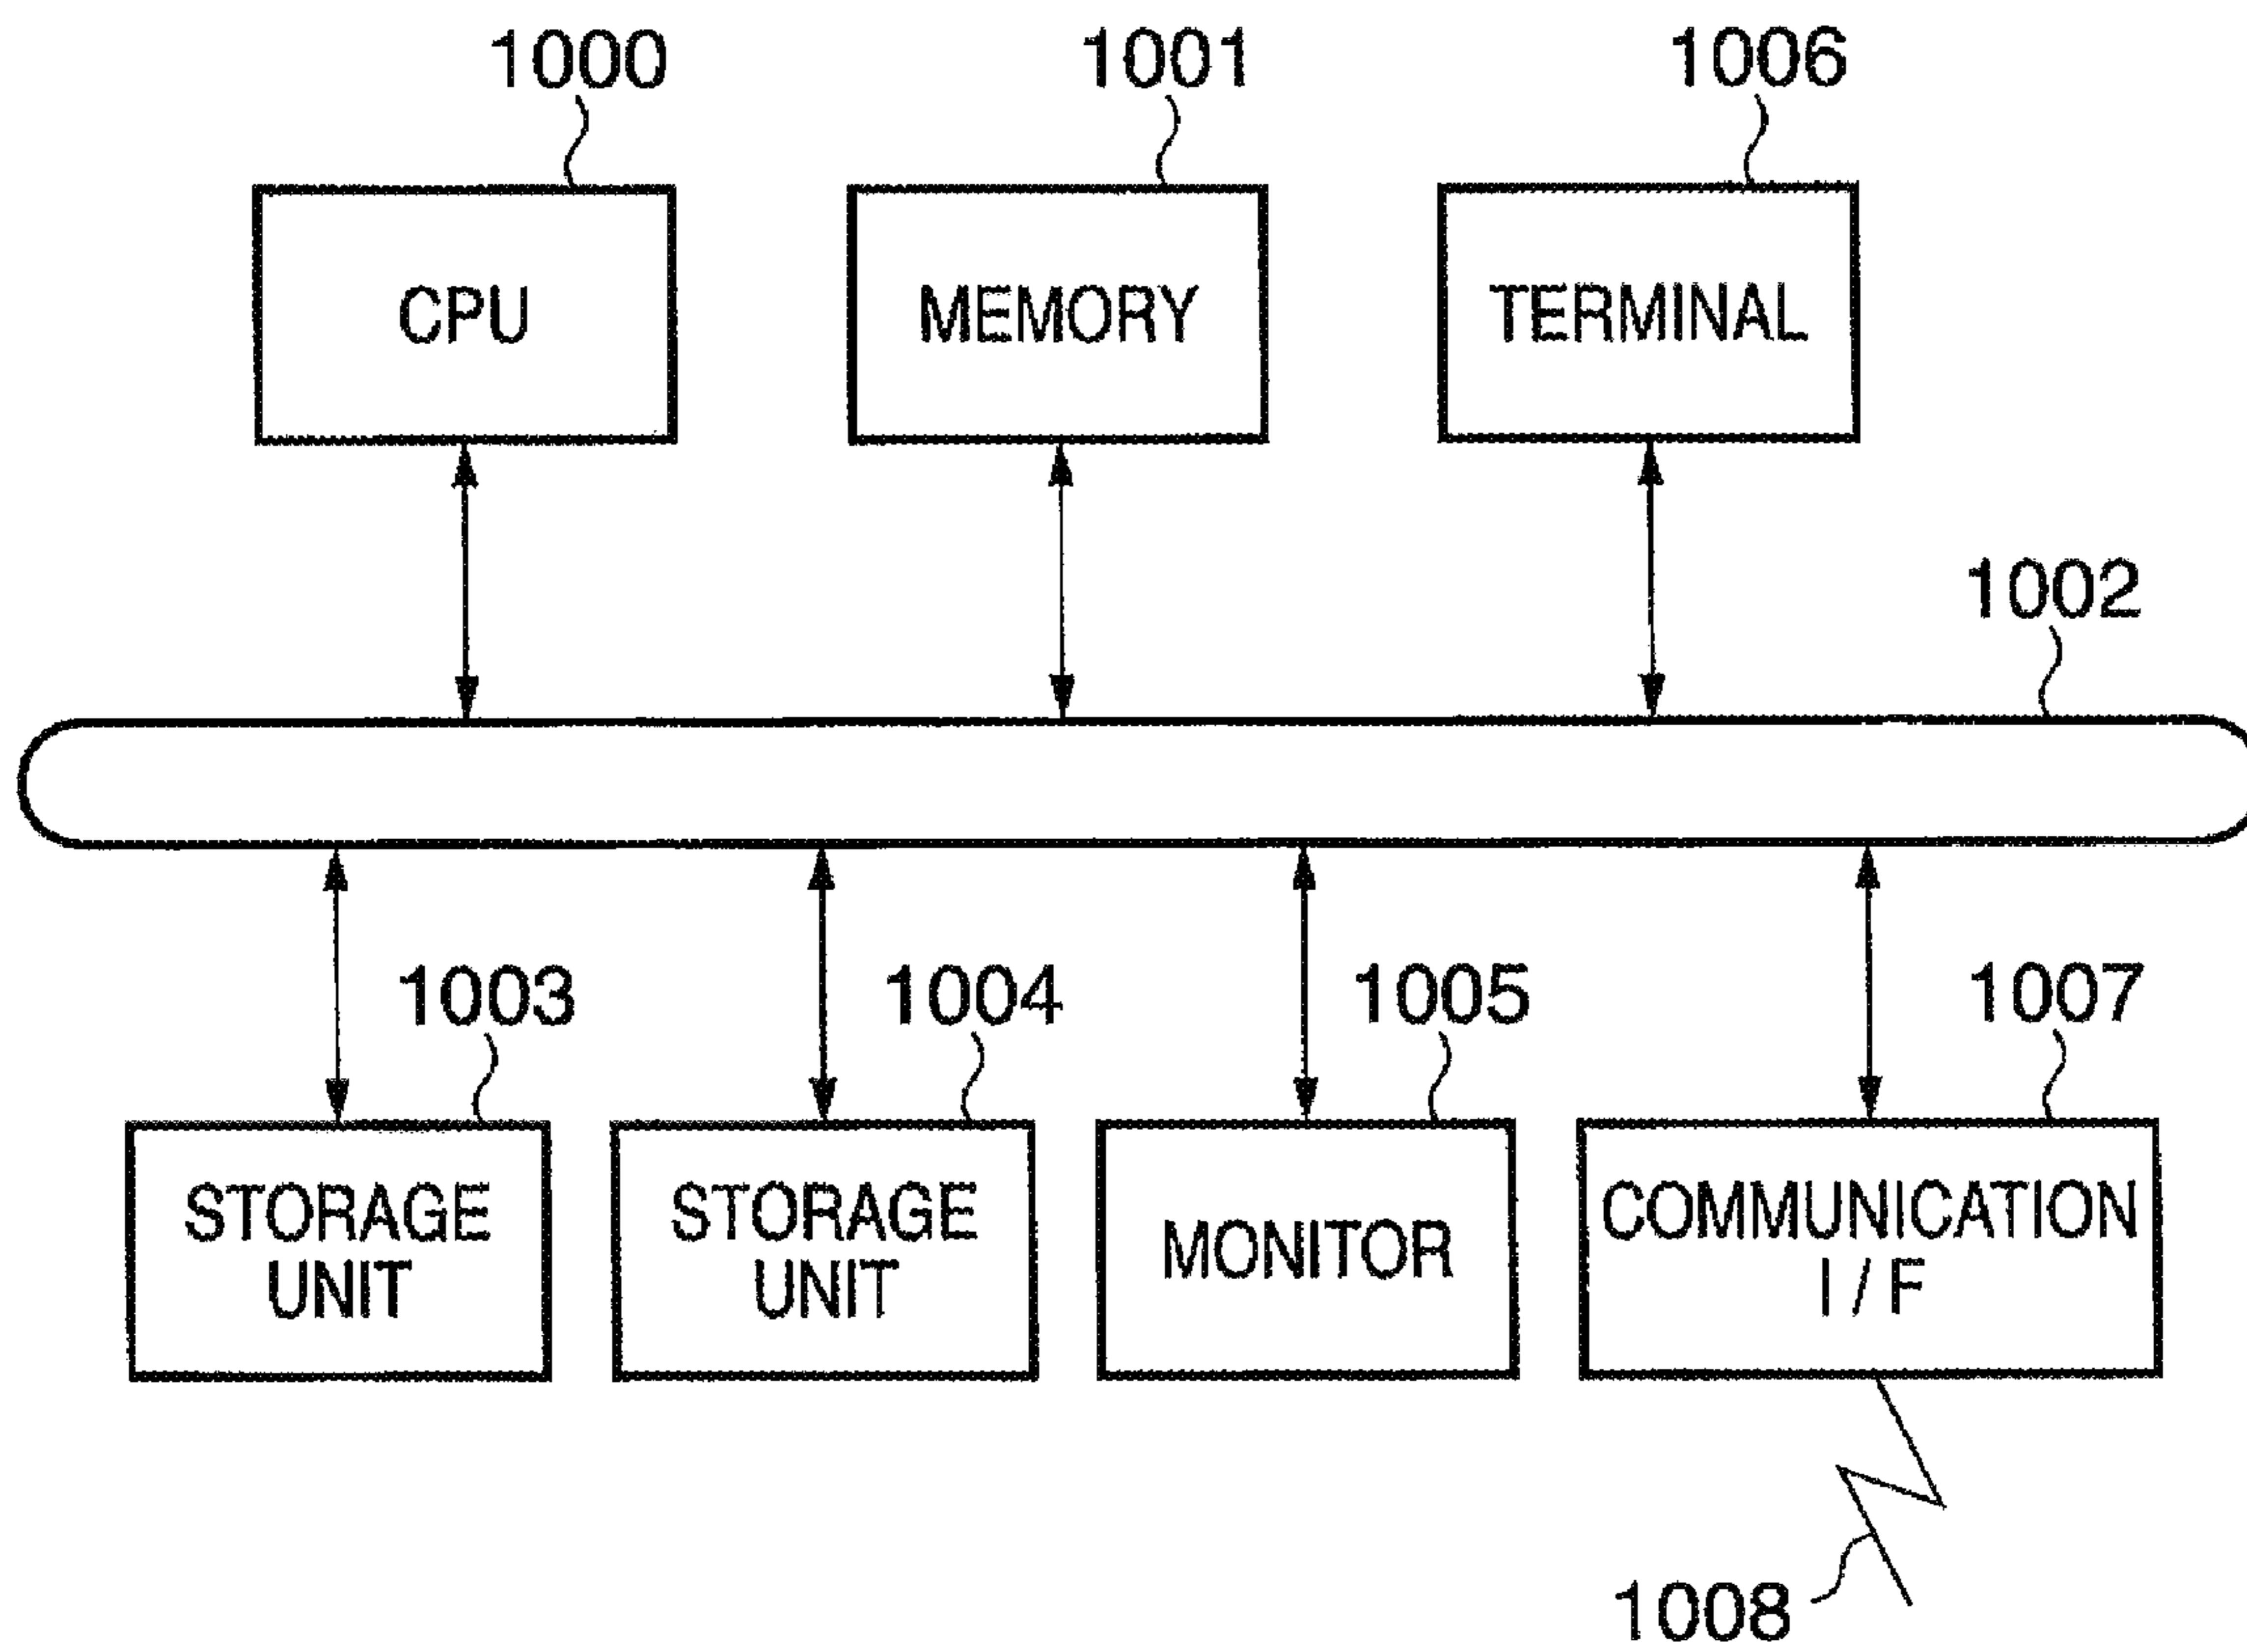 1000
1001
1006
CPU
MEMORY
TERMINAL
1002
1003
1004
1005
1007
STORAGE
UNIT
STORAGE
UNIT
MONITOR
COMMUNICATION
I / F
1008